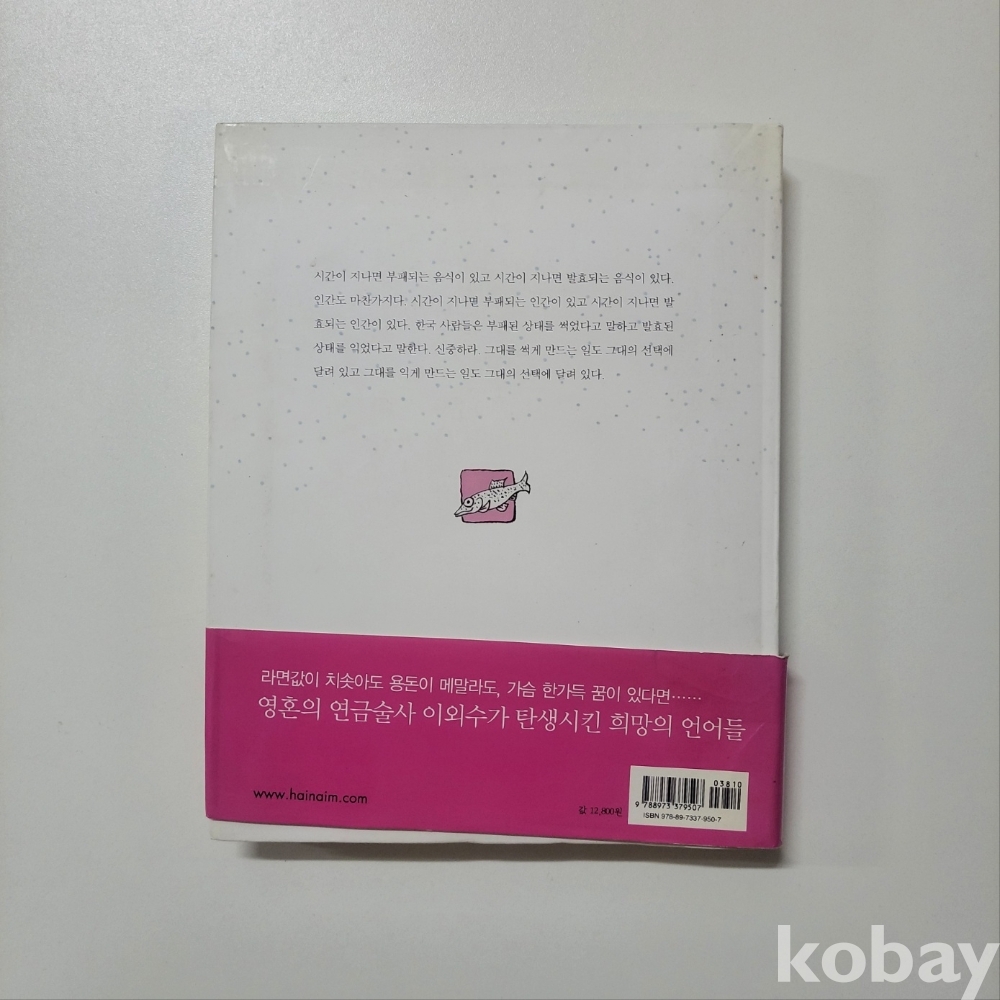 시간이 지나면 부패되는 음식이 있고 시간이 지나면 발효되는 음식이 있다.
인간도 마찬가지다. 시간이 지나면 부패되는 인간이 있고 시간이 지나면 발
효되는 인간이 있다. 한국 사람들은 부패된 상태를 썩었다고 말하고 발효된
상태를 익었다고 말한다. 신중하라. 그대를 썩게 만드는 일도 그대의 선택에
달려 있고 그대를 익게 만드는 일도 그대의 선택에 달려 있다.
라면값이 치솟아도 용돈이 메말라도, 가슴 한가득 꿈이 있다면……
영혼의 연금술사 이외수가 탄생시킨 희망의 언어들
www.hainaim.com
값 12,800원
03810
9 788973 379507
ISBN 978-89-7337-950-7
kobay